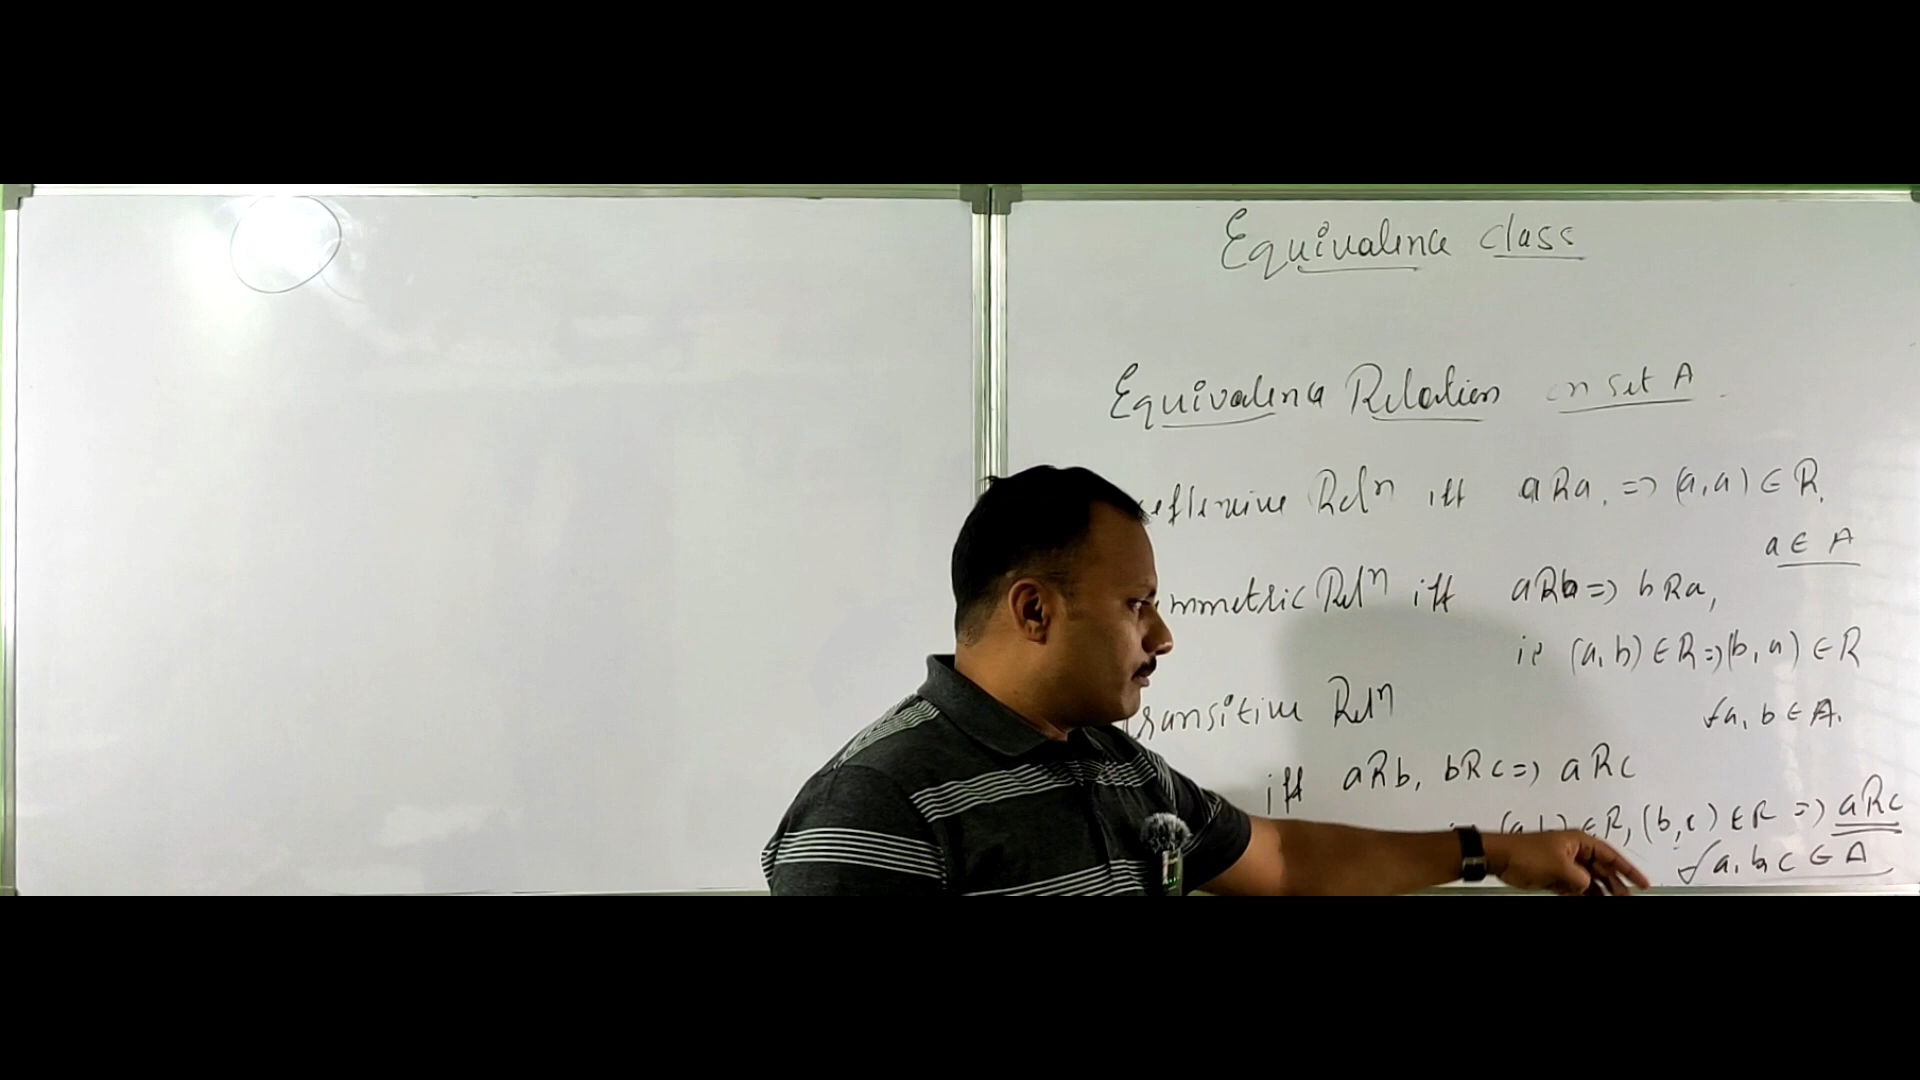 Equivalence class
Equivalence Relation on set A
reflexive Relⁿ iff aRa, => (a,a) ∈ R,
a ∈ A
mmetric Relⁿ iff aRb => bRa,
ie (a,b) ∈ R => (b,a) ∈ R
f a, b ∈ A.
transitive Relⁿ
iff aRb, bRc => aRc
(a,b) ∈ R, (b,c) ∈ R => aRc
f a, b, c ∈ A